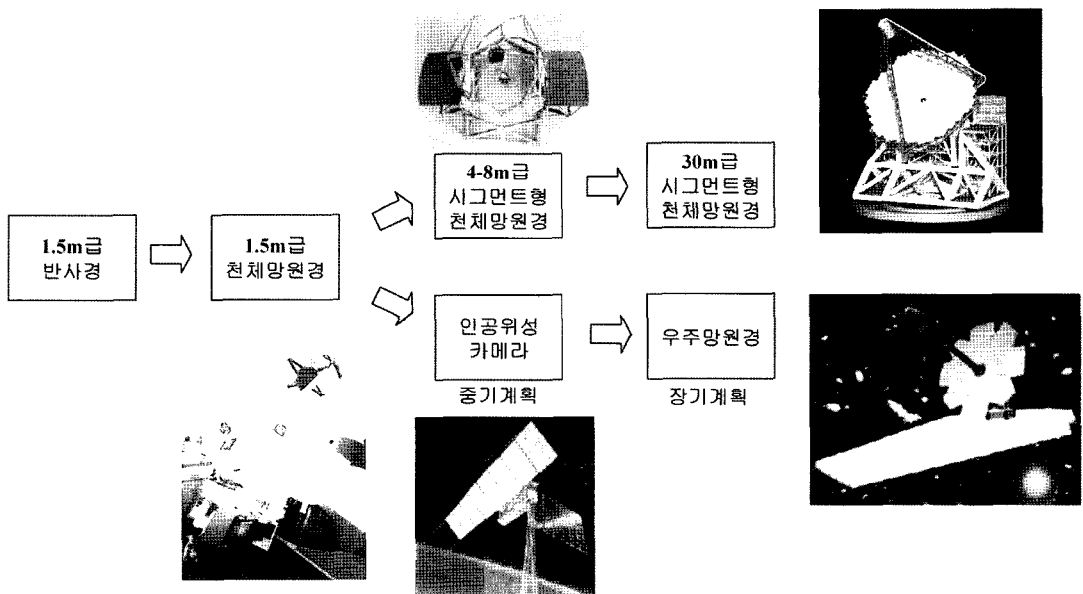 1.5m급
반사경
1.5m급
천체망원경
4-8m급
시그먼트형
천체망원경
30m급
시그먼트형
천체망원경
인공위성
카메라
중기계획
우주망원경
장기계획